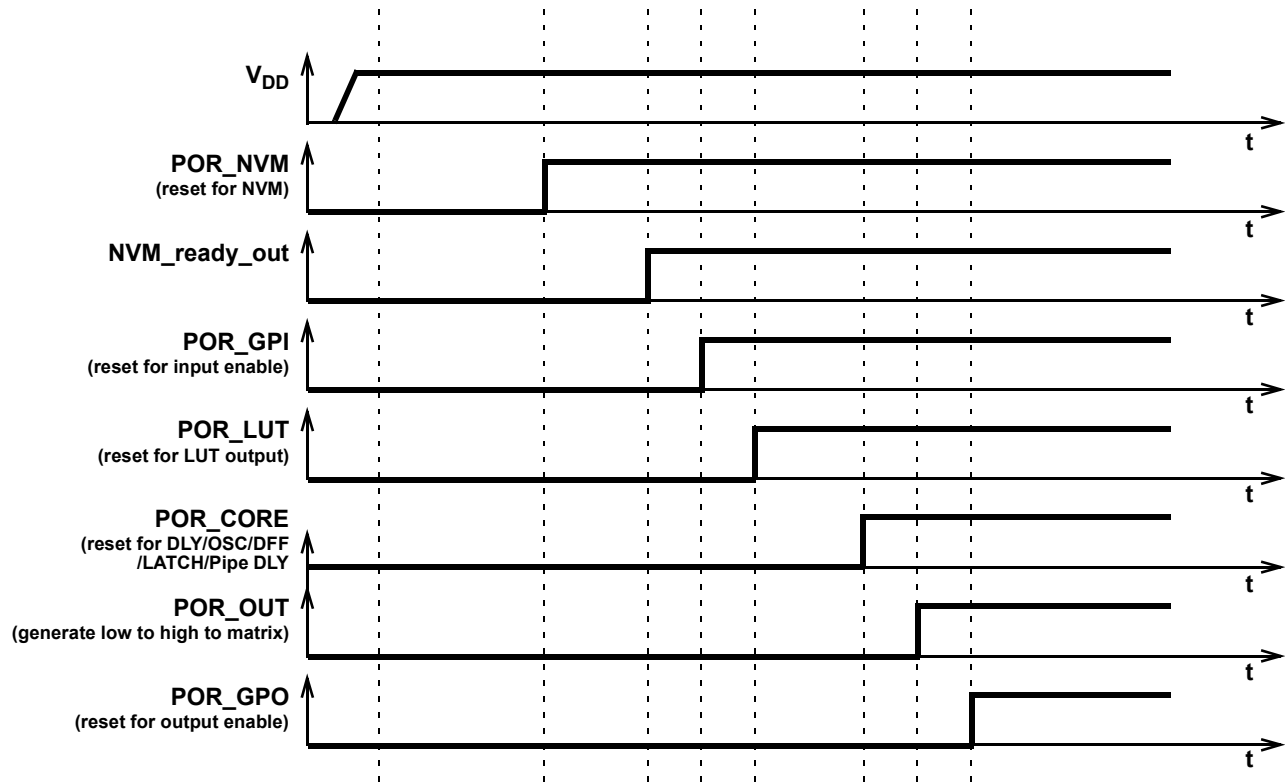 VDD
t
POR_NVM
(reset for NVM)
t
NVM_ready_out
t
POR_GPI
(reset for input enable)
t
POR_LUT
(reset for LUT output)
t
POR_CORE
(reset for DLY/OSC/DFF
/LATCH/Pipe DLY
t
POR_OUT
(generate low to high to matrix)
t
POR_GPO
(reset for output enable)
t